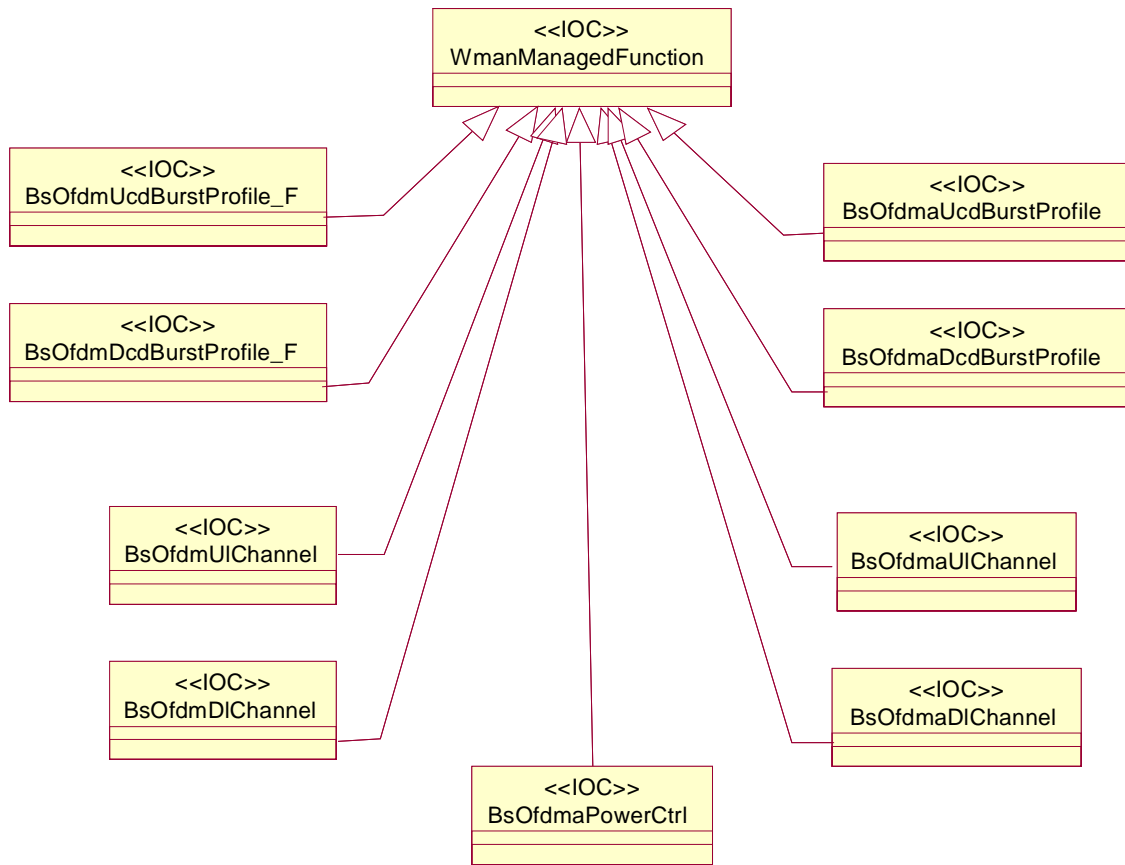 <<IOC>>
WmanManagedFunction
<<IOC>>
BsOfdmUcdBurstProfile_F
<<IOC>>
BsOfdmaUcdBurstProfile
<<IOC>>
BsOfdmDcdBurstProfile_F
<<IOC>>
BsOfdmaDcdBurstProfile
<<IOC>>
BsOfdmUlChannel
<<IOC>>
BsOfdmaUlChannel
<<IOC>>
BsOfdmDlChannel
<<IOC>>
BsOfdmaDlChannel
<<IOC>>
BsOfdmaPowerCtrl